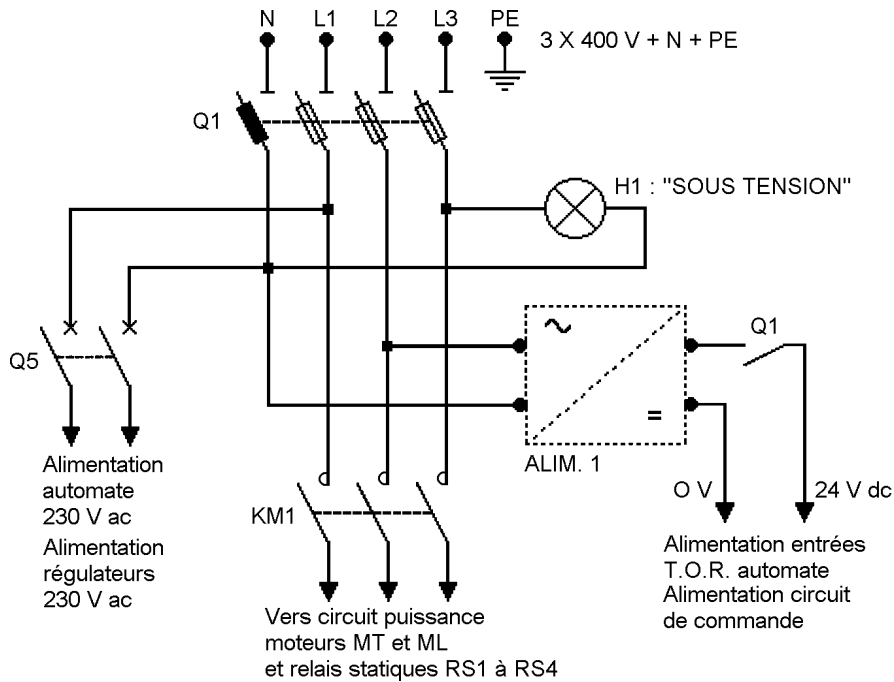 N L1 L2 L3 PE
3 X 400 V + N + PE
Q1
H1 : "SOUS TENSION"
Q1
Q5
=
ALIM. 1
Alimentation
automate
230 V ac
Alimentation
régulateurs
230 V ac
KM1
O V
24 V dc
Alimentation entrées
T.O.R. automate
Alimentation circuit
de commande
Vers circuit puissance
moteurs MT et ML
et relais statiques RS1 à RS4